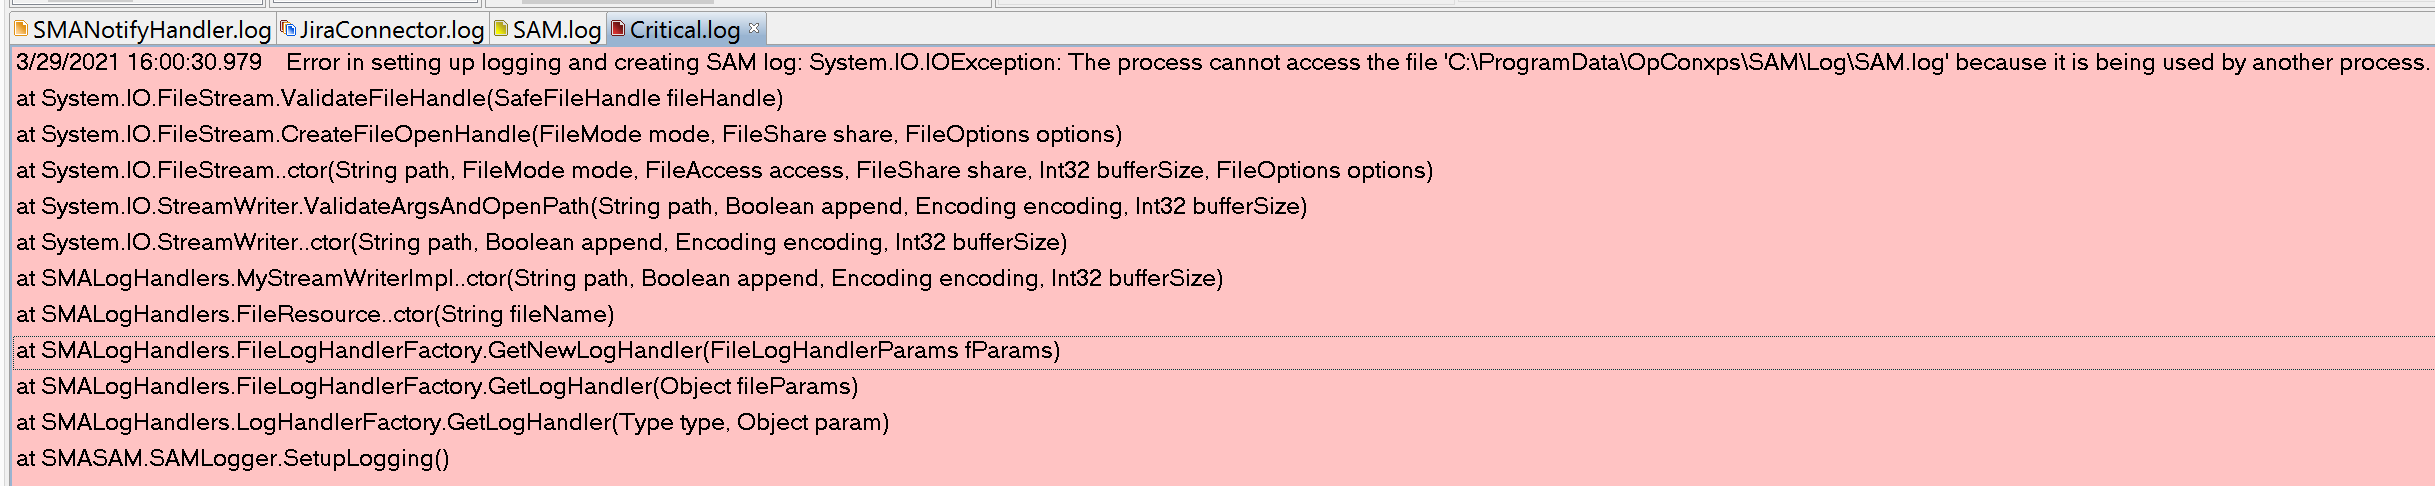 SMANotifyHandler.log JiraConnector.log SAM.log Critical.log
3/29/2021 16:00:30.979 Error in setting up logging and creating SAM log: System.IO.IOException: The process cannot access the file 'C:\ProgramData\OpConxps\SAM\Log\SAM.log' because it is being used by another process.
at System.IO.FileStream.ValidateFileHandle(SafeFileHandle fileHandle)
at System.IO.FileStream.CreateFileOpenHandle(FileMode mode, FileShare share, FileOptions options)
at System.IO.FileStream..ctor(String path, FileMode mode, FileAccess access, FileShare share, Int32 bufferSize, FileOptions options)
at System.IO.StreamWriter.ValidateArgsAndOpenPath(String path, Boolean append, Encoding encoding, Int32 bufferSize)
at System.IO.StreamWriter..ctor(String path, Boolean append, Encoding encoding, Int32 bufferSize)
at SMALogHandlers.MyStreamWriterImpl..ctor(String path, Boolean append, Encoding encoding, Int32 bufferSize)
at SMALogHandlers.FileResource..ctor(String fileName)
at SMALogHandlers.FileLogHandlerFactory.GetNewLogHandler(FileLogHandlerParams fParams)
at SMALogHandlers.FileLogHandlerFactory.GetLogHandler(Object fileParams)
at SMALogHandlers.LogHandlerFactory.GetLogHandler(Type type, Object param)
at SMASAM.SAMLogger.SetupLogging()